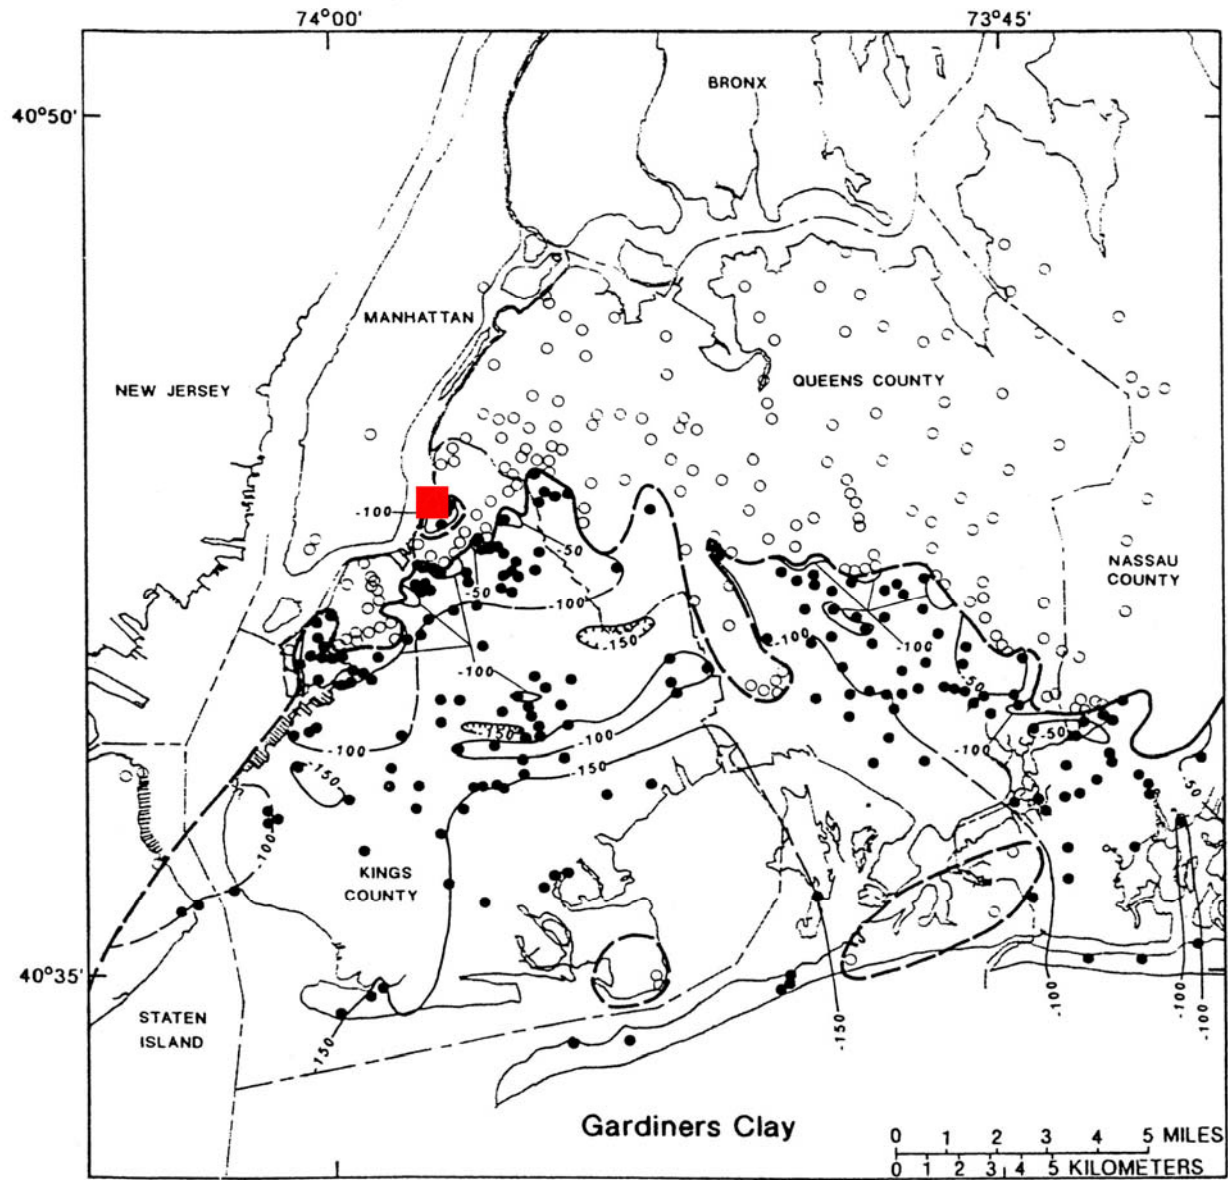 74°00' 73°45'
BRONX
40°50'
MANHATTAN
NEW JERSEY
QUEENS COUNTY
-100
-50
NASSAU
COUNTY
-50
-100
-150
-100
-100
-100
-50
-150
-100
-100
-50
-100
-150
-150
-50
-100
KINGS
COUNTY
40°35'
STATEN
ISLAND
-150
-150
-100
-100
-100
Gardiners Clay
0 1 2 3 4 5 MILES
0 1 2 3 4 5 KILOMETERS